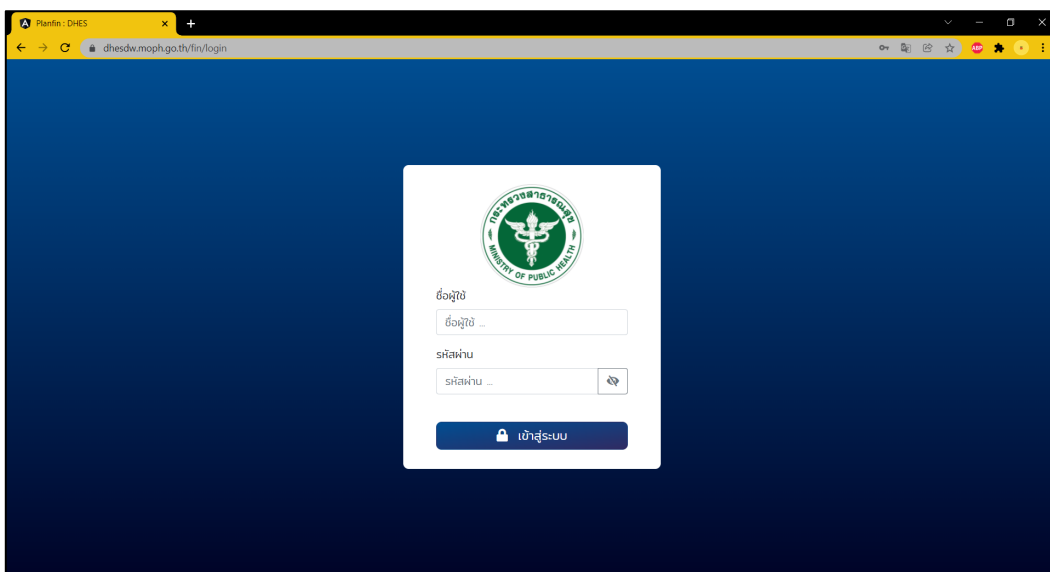 Planfin : DHES
dhesdw.moph.go.th/fin/login
ABP
กระทรวงสาธารณสุข
MINISTRY OF PUBLIC HEALTH
ชื่อผู้ใช้
ชื่อผู้ใช้ ...
รหัสผ่าน
รหัสผ่าน ...
เข้าสู่ระบบ